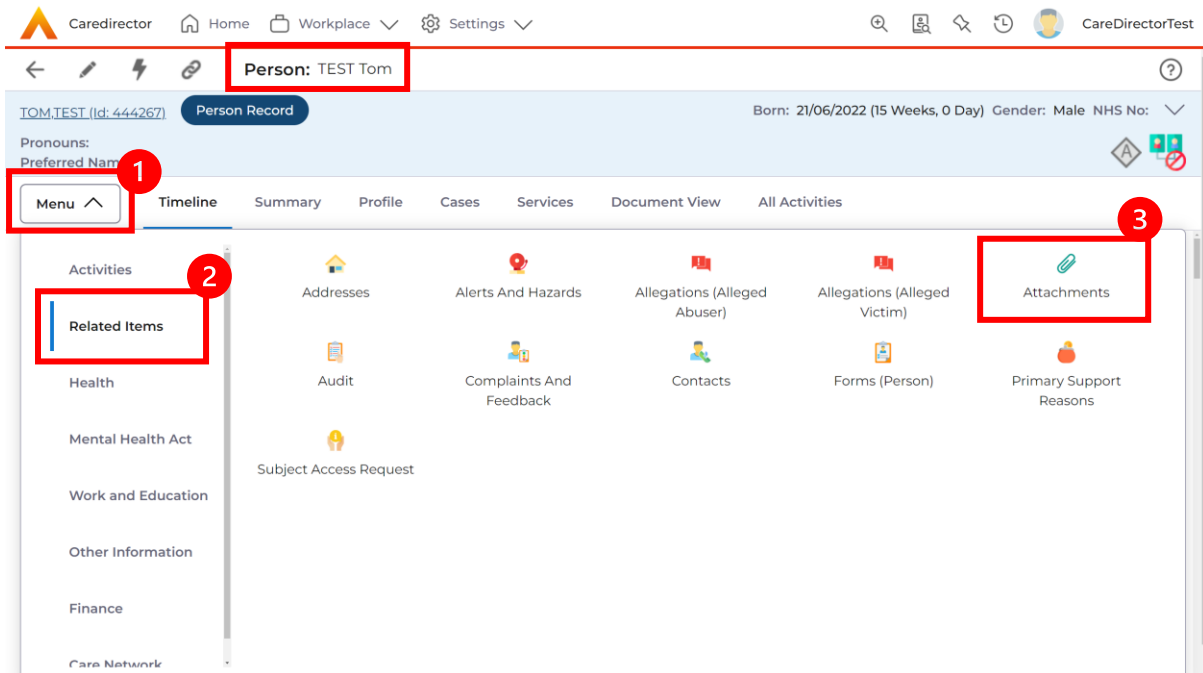 Caredirector Home Workplace Settings CareDirectorTest
Person: TEST Tom ?
TOM,TEST (Id: 444267) Person Record Born: 21/06/2022 (15 Weeks, 0 Day) Gender: Male NHS No:
Pronouns:
Preferred Nam
A
1
Menu Timeline Summary Profile Cases Services Document View All Activities
3
2
Activities
Related Items
Health
Mental Health Act
Work and Education
Other Information
Finance
Care Network
Addresses
Alerts And Hazards
Allegations (Alleged
Abuser)
Allegations (Alleged
Victim)
Attachments
Audit
Complaints And
Feedback
Contacts
Forms (Person)
Primary Support
Reasons
Subject Access Request